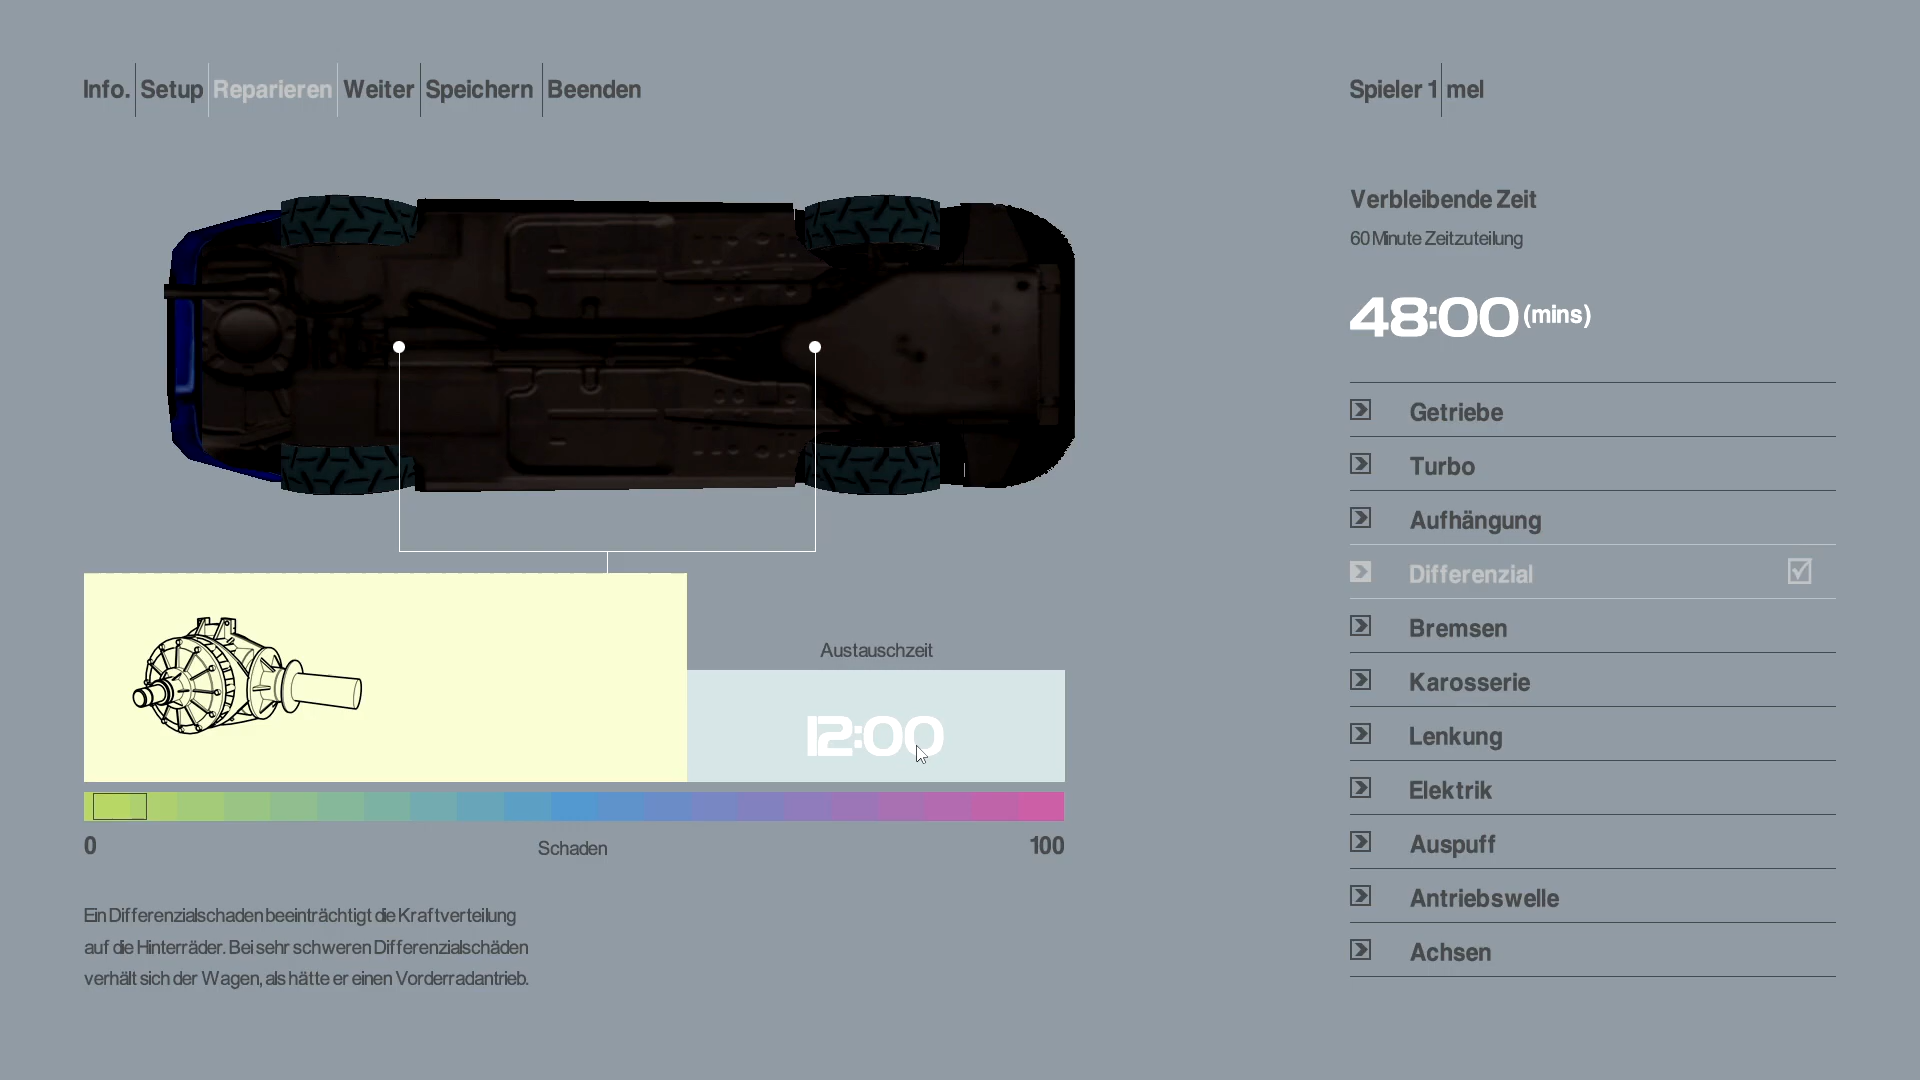 Info. Setup Reparieren Weiter Speichern Beenden
Spieler 1 mel
Verbleibende Zeit
60 Minute Zeitzuteilung
48:00 (mins)
Getriebe
Turbo
Aufhängung
Differenzial
Bremsen
Karosserie
Lenkung
Elektrik
Auspuff
Antriebswelle
Achsen
Austauschzeit
12:00
0 Schaden 100
Ein Differenzialschaden beeinträchtigt die Kraftverteilung
auf die Hinterräder. Bei sehr schweren Differenzialschäden
verhält sich der Wagen, als hätte er einen Vorderradantrieb.